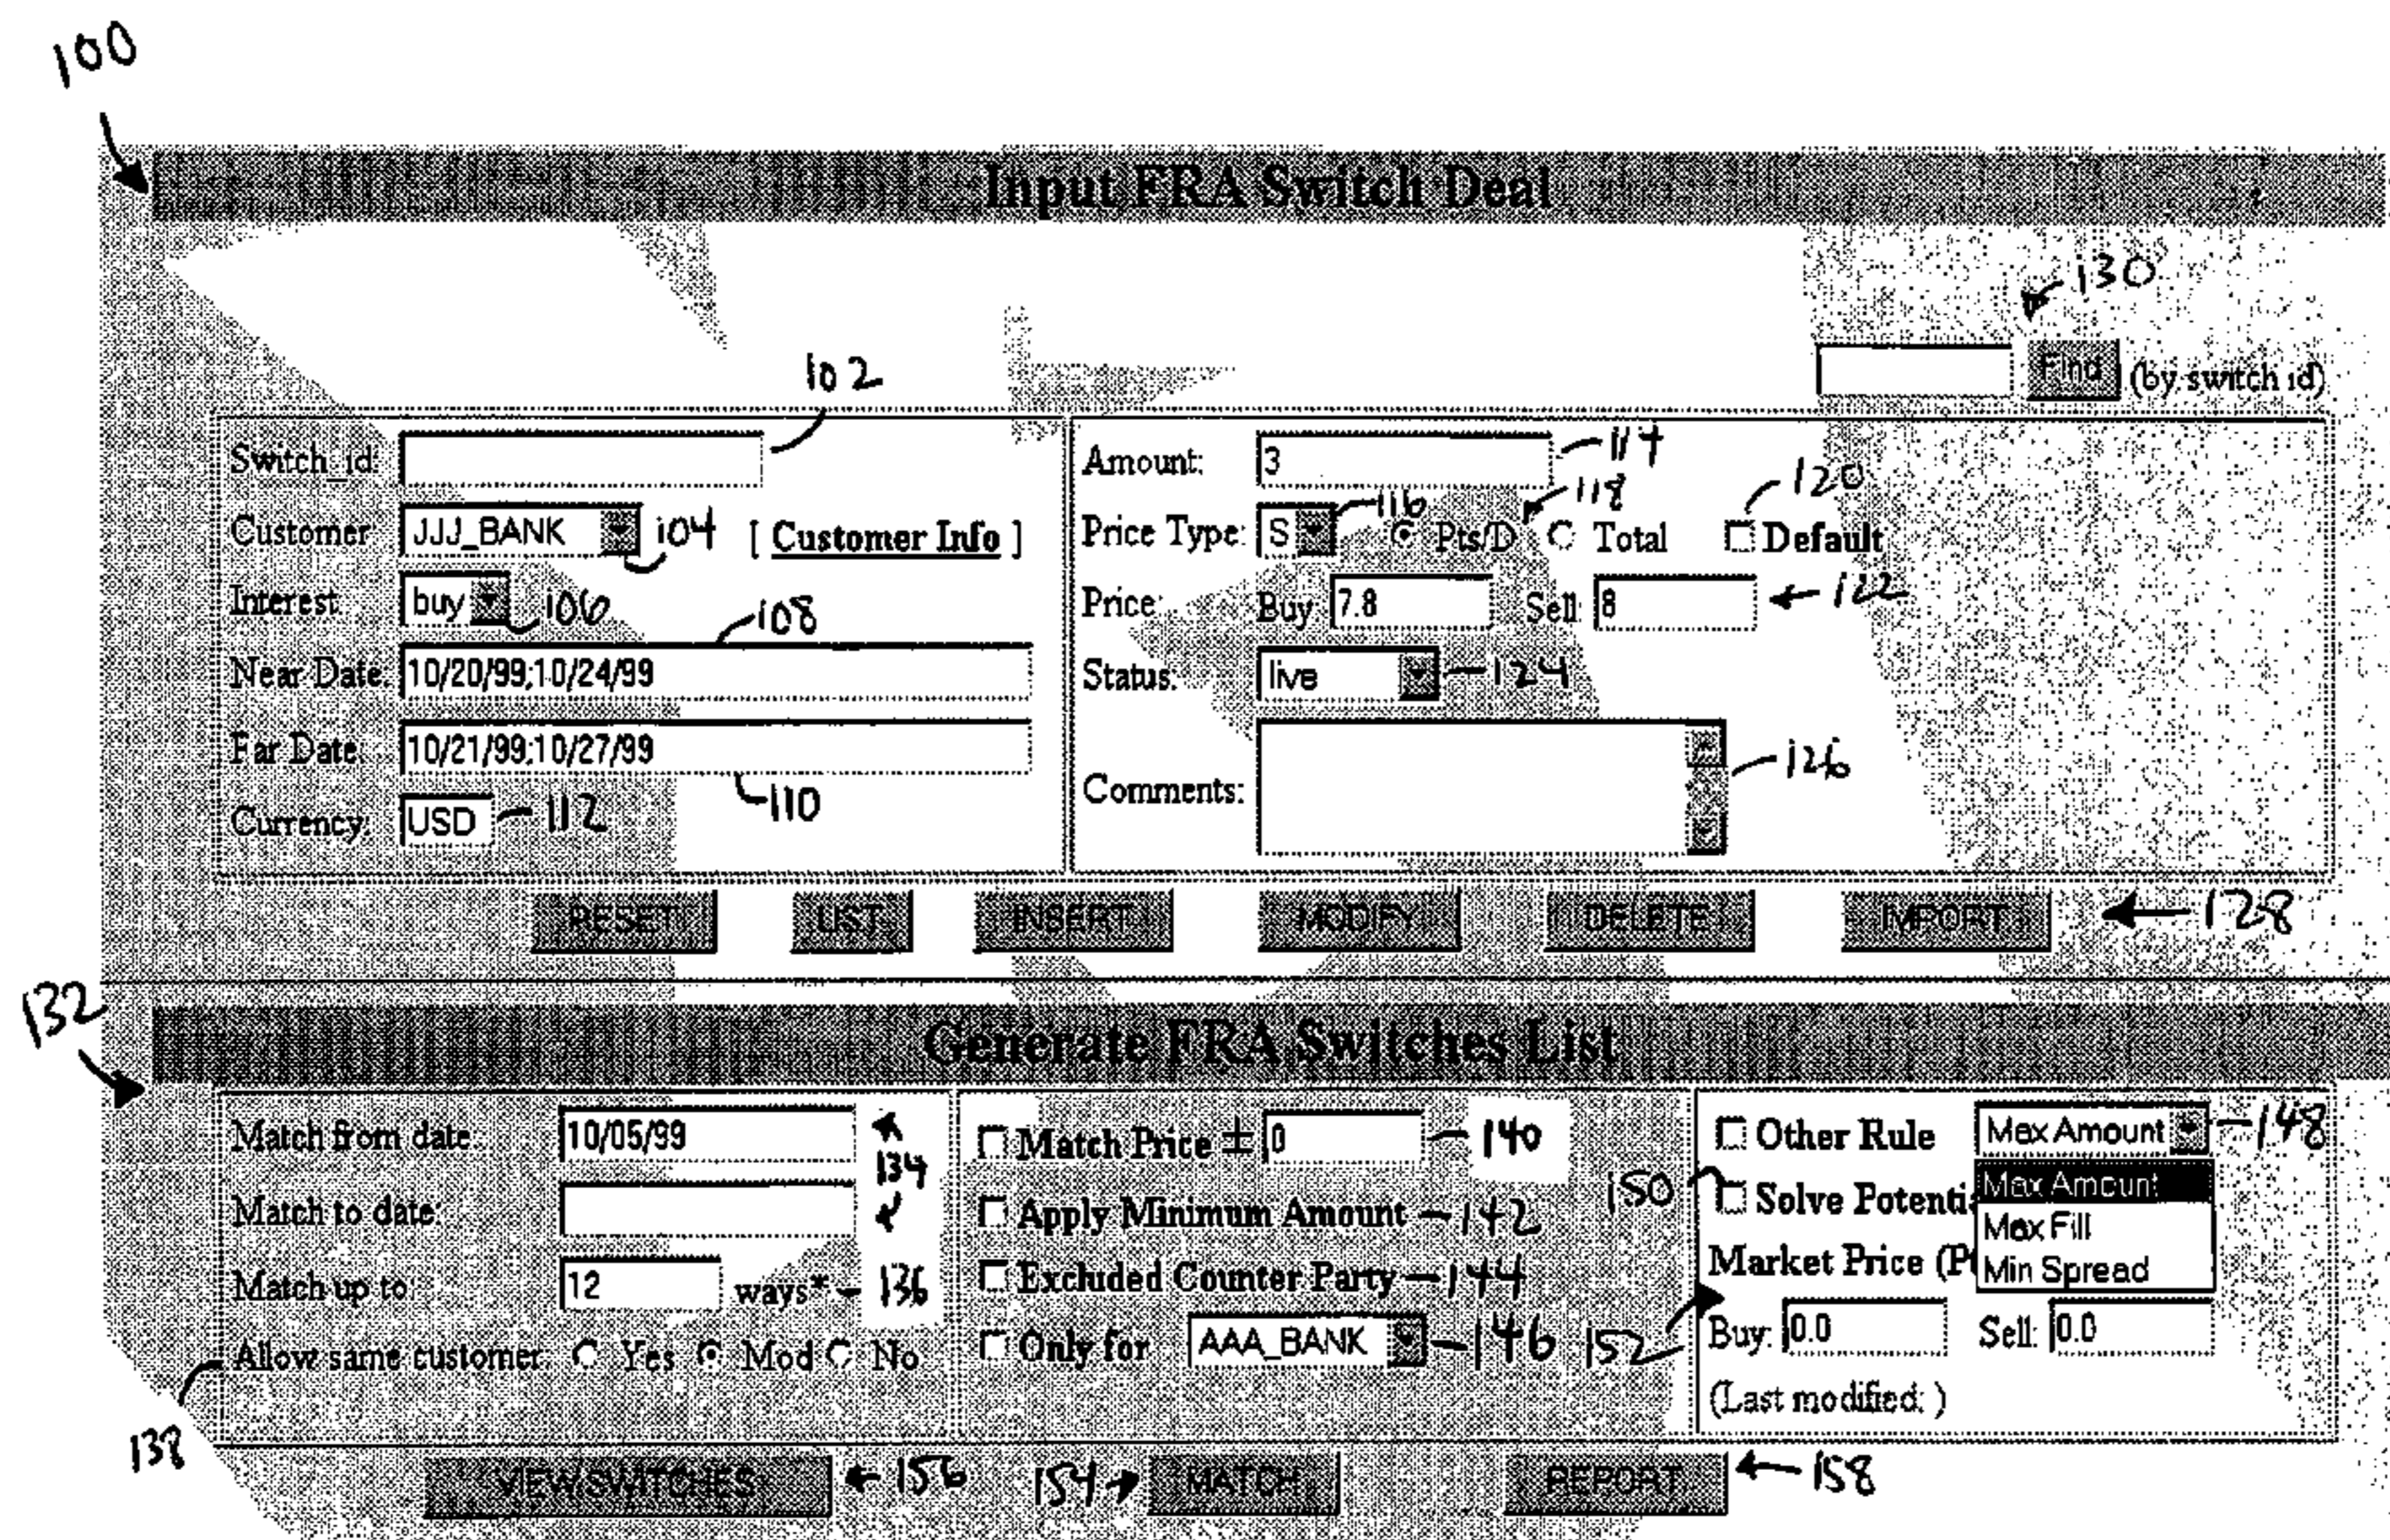 100
Input FRA Switch Deal
130
Find (by switch id)
102
Switch_id:
Customer JJJ_BANK 104 [ Customer Info ]
Interest: buy 106
108
Near Date: 10/20/99;10/24/99
Far Date: 10/21/99;10/27/99
110
Currency: USD 112
Amount: 3 114
Price Type: S 116 Pts/D 118 Total Default 120
Price: Buy: 7.8 Sell: 8 122
Status: live 124
Comments: 126
RESET LIST INSERT MODIFY DELETE IMPORT 128
132
Generate FRA Switches List
Match from date: 10/05/99
134
Match to date:
Match up to: 12 ways* 136
Allow same customer: Yes Mod No
138
Match Price ± 0 140
Apply Minimum Amount 142
Excluded Counter Party 144
Only for AAA_BANK 146
Other Rule Max Amount 148
150 Solve Potenti
Max Amount
Max Fill
Min Spread
Market Price (P
152
Buy: 0.0 Sell: 0.0
(Last modified: )
VIEW SWITCHES 156 154 MATCH REPORT 158